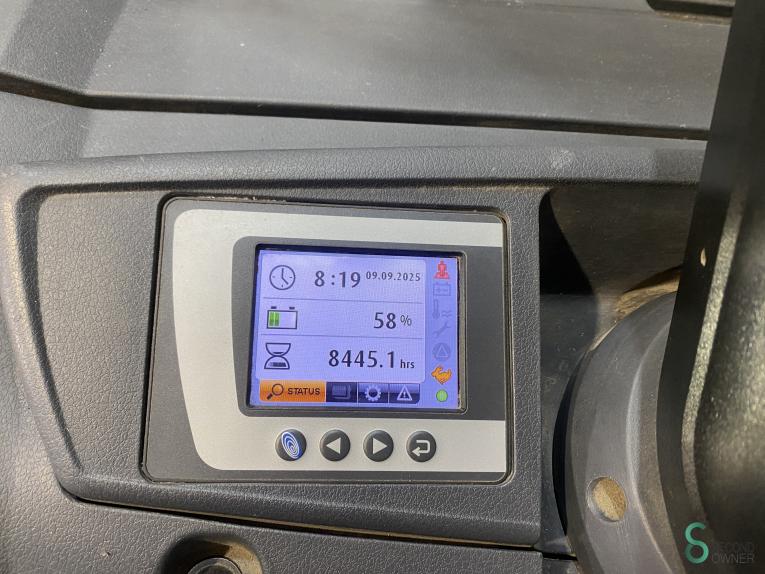 8:19 09.09.2025
58 %
8445.1 hrs
STATUS
SECOND
OWNER